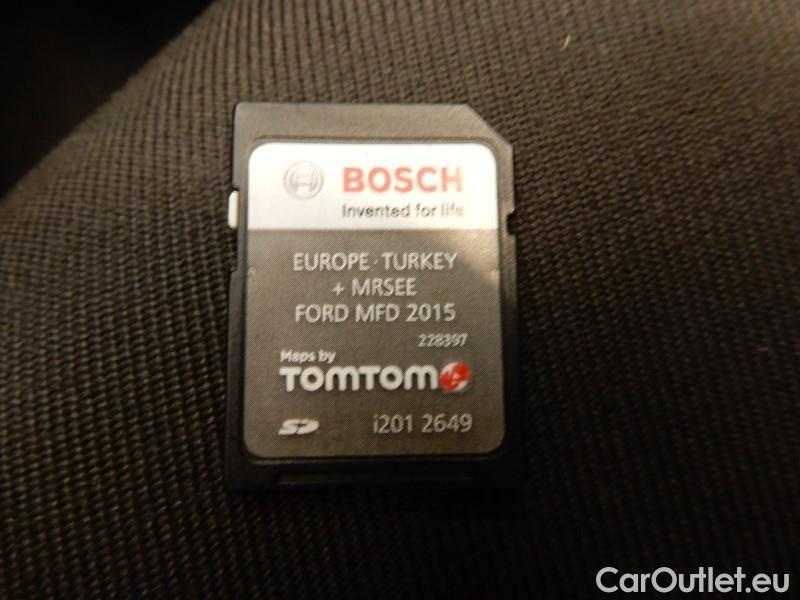 BOSCH
Invented for life
EUROPE · TURKEY
+ MRSEE
FORD MFD 2015
228397
Maps by
TOMTOM
SD
i201 2649
CarOutlet.eu